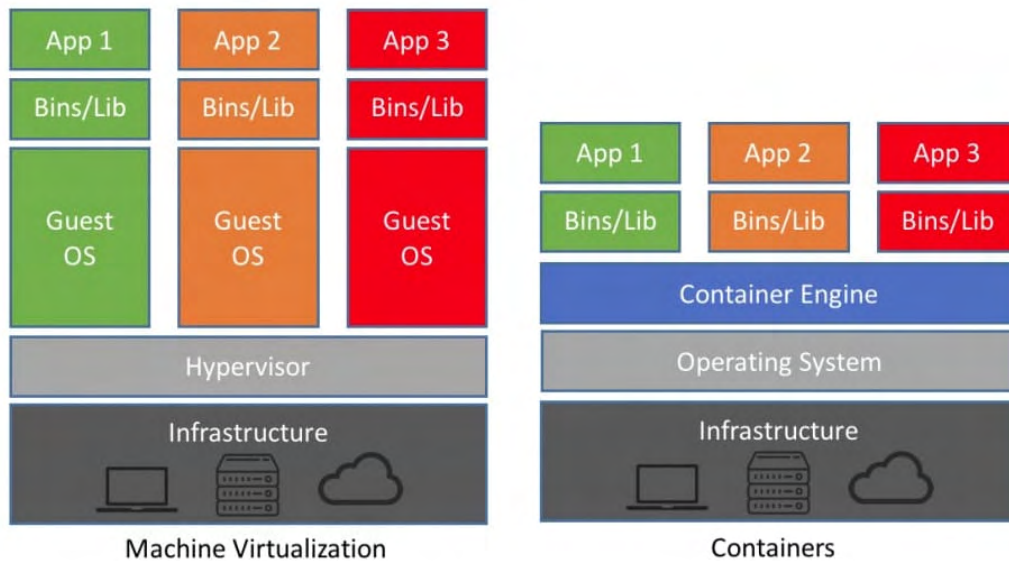 App 1
App 2
App 3
Bins/Lib
Bins/Lib
Bins/Lib
Guest
OS
Guest
OS
Guest
OS
Hypervisor
Infrastructure
Machine Virtualization
App 1
App 2
App 3
Bins/Lib
Bins/Lib
Bins/Lib
Container Engine
Operating System
Infrastructure
Containers